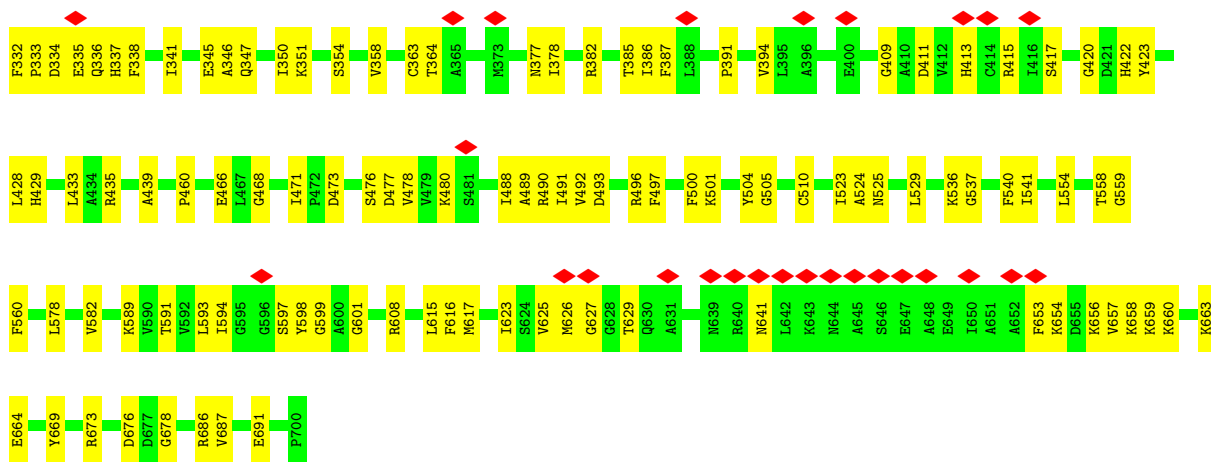 F332 P333 D334 E335 Q336 H337 F338 I341 E345 A346 Q347 I350 K351 S354 V358 C363 T364 A365 M373 N377 I378 R382 T385 I386 F387 L388 P391 V394 L395 A396 E400 G409 A410 D411 V412 H413 C414 R415 I416 S417 G420 D421 H422 Y423
L428 H429 L433 A434 R435 A439 P460 E466 L467 G468 I471 P472 D473 S476 D477 V478 V479 K480 S481 I488 A489 R490 I491 V492 D493 R496 F497 F500 K501 Y504 G505 C510 I523 A524 N525 L529 K536 G537 F540 I541 L554 T558 G559
F560 L578 V582 K589 V590 T591 V592 L593 I594 G595 G596 S597 Y598 G599 A600 G601 R608 L615 F616 M617 I623 S624 V625 M626 G627 G628 T629 Q630 A631 N639 R640 N641 L642 K643 N644 A645 S646 E647 A648 E649 I650 A651 A652 F653 K654 D655 K656 V657 K658 K659 K660 K663
E664 Y669 R673 D676 D677 G678 R686 V687 E691 P700